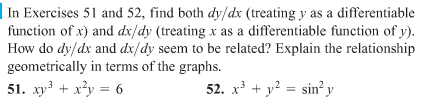 In Exercises 51 and 52, find both dy/dx (treating y as a differentiable
function of x) and dx/dy (treating x as a differentiable function of y).
How do dy/dx and dx/dy seem to be related? Explain the relationship
geometrically in terms of the graphs.
51. xy³ + x²y = 6 52. x³ + y² = sin² y